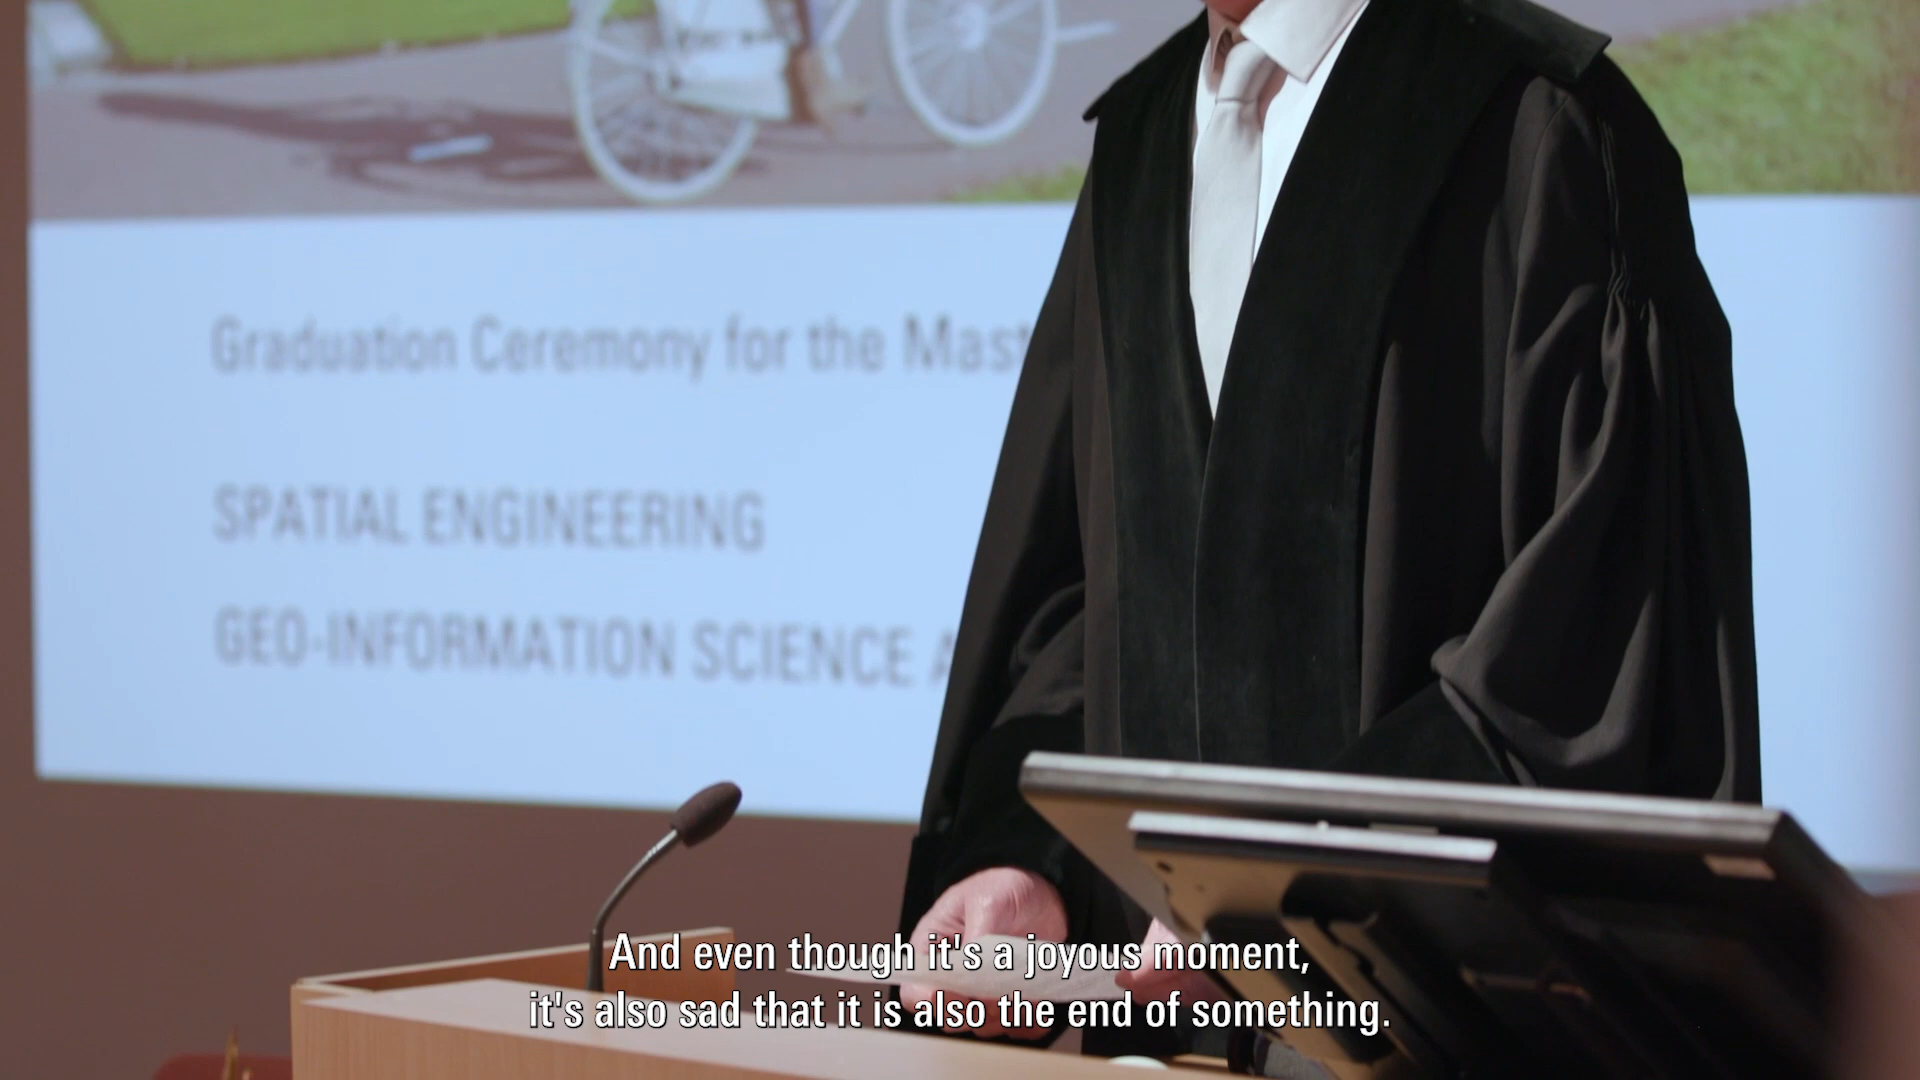 Graduation Ceremony for the Mast
SPATIAL ENGINEERING
GEO-INFORMATION SCIENCE A
And even though it's a joyous moment,
it's also sad that it is also the end of something.